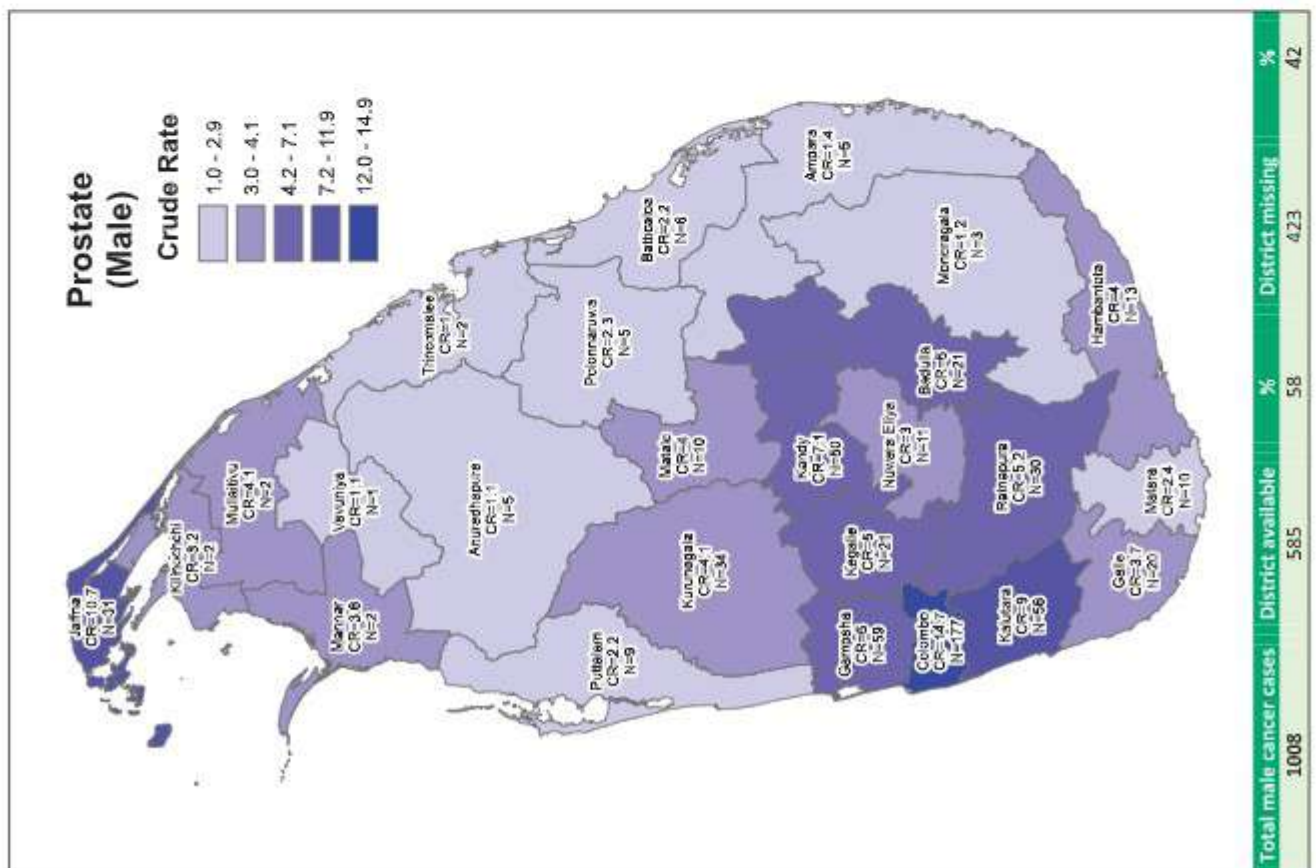 Prostate
(Male)
Crude Rate
1.0 - 2.9
3.0 - 4.1
4.2 - 7.1
7.2 - 11.9
12.0 - 14.9
Jaffna
CR=10.7
N=31
Kilinochchi
CR=3.2
N=2
Mullaitivu
CR=4.1
N=2
Mannar
CR=3.6
N=2
Vavuniya
CR=1.1
N=1
Trincomalee
CR=1
N=2
Anuradhapura
CR=1.1
N=5
Polonnaruwa
CR=2.3
N=5
Puttalam
CR=2.2
N=9
Batticaloa
CR=2.2
N=6
Kurunagala
CR=4.1
N=34
Matale
CR=4
N=10
Ampara
CR=1.4
N=5
Kandy
CR=7.1
Kegalle
CR=5
N=21
Gampaha
CR=5
N=59
Nuwara Eliya
CR=3
N=11
Badulla
CR=5
N=21
Moneragala
CR=1.2
N=3
Colombo
CR=14.7
N=177
Kalutara
CR=9
N=56
Ratnapura
CR=5.2
N=30
Hambantota
CR=4
N=13
Galle
CR=3.7
N=20
Matara
CR=2.4
N=10
Total male cancer cases District available % District missing %
1008 585 58 423 42